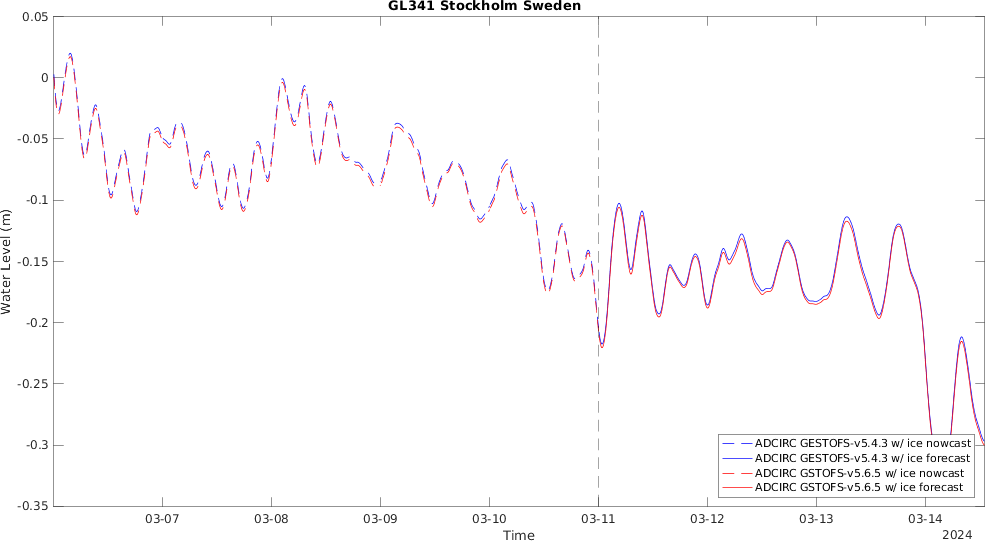 GL341 Stockholm Sweden
0.05
0
-0.05
-0.1
-0.15
-0.2
-0.25
-0.3
-0.35
Water Level (m)
ADCIRC GESTOFS-v5.4.3 w/ ice nowcast
ADCIRC GESTOFS-v5.4.3 w/ ice forecast
ADCIRC GSTOFS-v5.6.5 w/ ice nowcast
ADCIRC GSTOFS-v5.6.5 w/ ice forecast
03-07 03-08 03-09 03-10 03-11 03-12 03-13 03-14
Time
2024